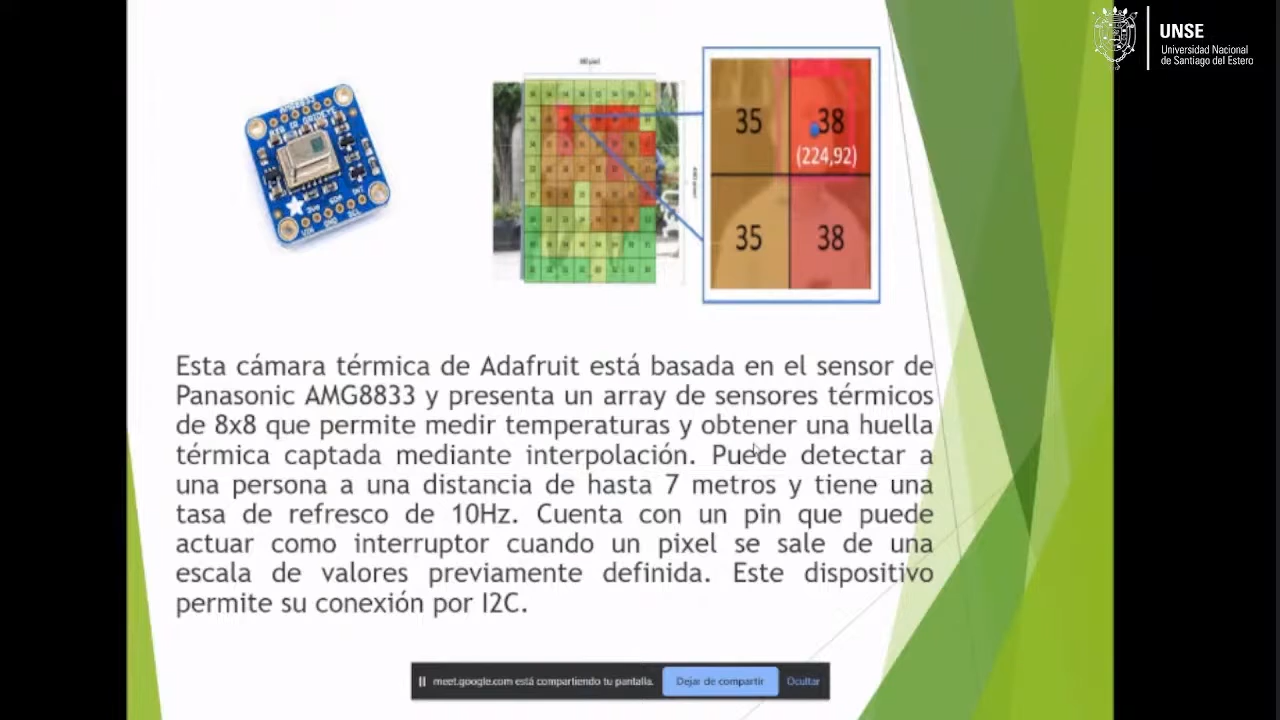 UNSE
Universidad Nacional
de Santiago del Estero
35
38
(224,92)
35
38
Esta cámara térmica de Adafruit está basada en el sensor de
Panasonic AMG8833 y presenta un array de sensores térmicos
de 8x8 que permite medir temperaturas y obtener una huella
térmica captada mediante interpolación. Puede detectar a
una persona a una distancia de hasta 7 metros y tiene una
tasa de refresco de 10Hz. Cuenta con un pin que puede
actuar como interruptor cuando un pixel se sale de una
escala de valores previamente definida. Este dispositivo
permite su conexión por I2C.
meet.google.com está compartiendo tu pantalla.
Dejar de compartir
Ocultar